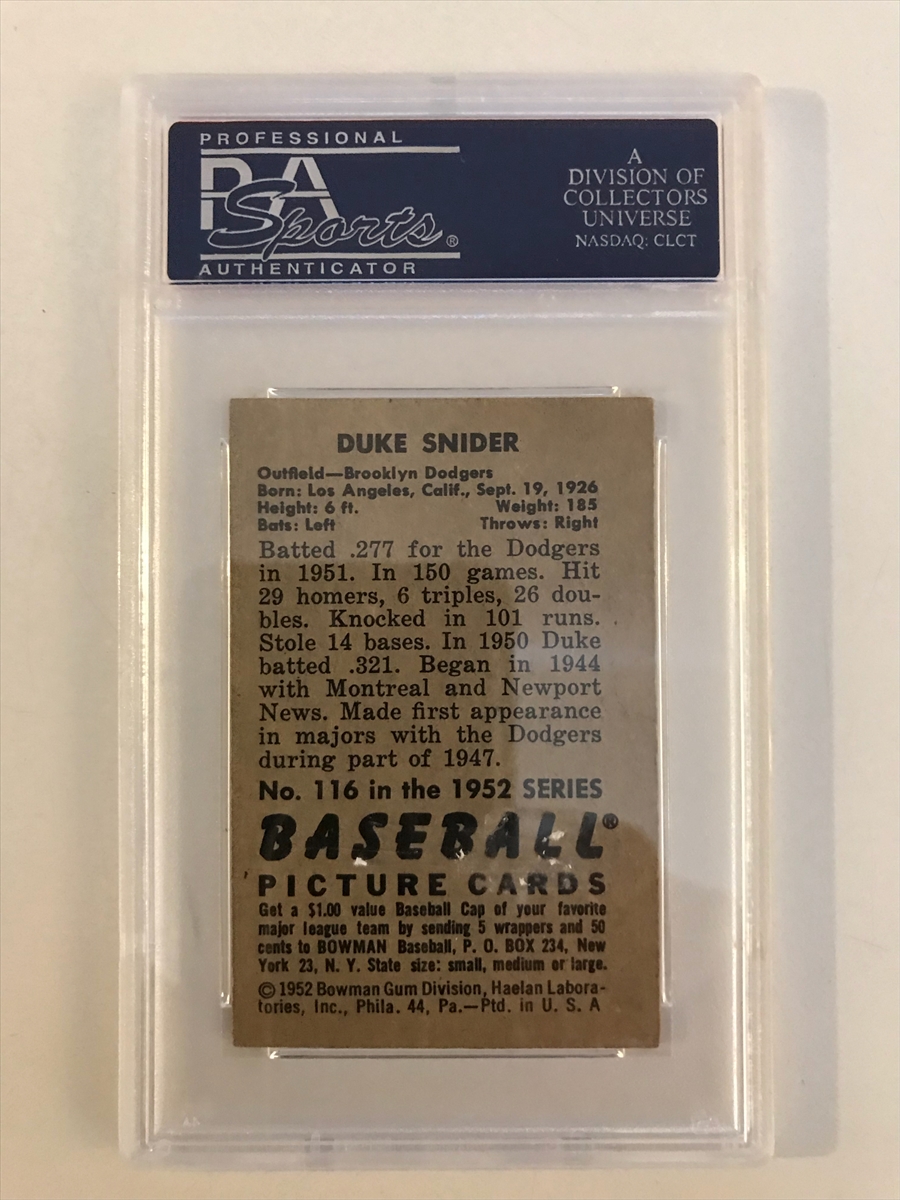 PROFESSIONAL
PSA
Sports®
AUTHENTICATOR
A
DIVISION OF
COLLECTORS
UNIVERSE
NASDAQ: CLCT
DUKE SNIDER
Outfield—Brooklyn Dodgers
Born: Los Angeles, Calif., Sept. 19, 1926
Height: 6 ft. Weight: 185
Bats: Left Throws: Right
Batted .277 for the Dodgers
in 1951. In 150 games. Hit
29 homers, 6 triples, 26 dou-
bles. Knocked in 101 runs.
Stole 14 bases. In 1950 Duke
batted .321. Began in 1944
with Montreal and Newport
News. Made first appearance
in majors with the Dodgers
during part of 1947.
No. 116 in the 1952 SERIES
BASEBALL®
PICTURE CARDS
Get a $1.00 value Baseball Cap of your favorite
major league team by sending 5 wrappers and 50
cents to BOWMAN Baseball, P. O. BOX 234, New
York 23, N. Y. State size: small, medium or large.
© 1952 Bowman Gum Division, Haelan Labora-
tories, Inc., Phila. 44, Pa.—Ptd. in U. S. A